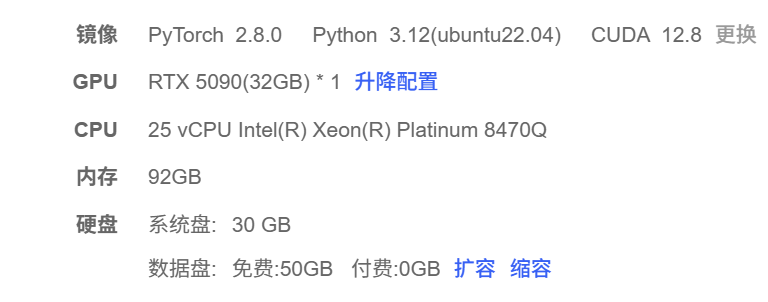 镜像 PyTorch 2.8.0 Python 3.12(ubuntu22.04) CUDA 12.8 更换
GPU RTX 5090(32GB) * 1 升降配置
CPU 25 vCPU Intel(R) Xeon(R) Platinum 8470Q
内存 92GB
硬盘 系统盘: 30 GB
数据盘: 免费:50GB 付费:0GB 扩容 缩容